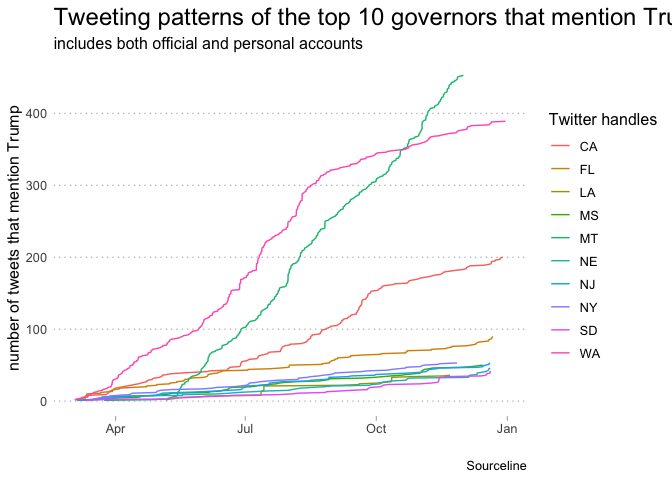 Tweeting patterns of the top 10 governors that mention Tru
includes both official and personal accounts
number of tweets that mention Trump
400
300
200
100
0
Apr
Jul
Oct
Jan
Twitter handles
CA
FL
LA
MS
MT
NE
NJ
NY
SD
WA
Sourceline